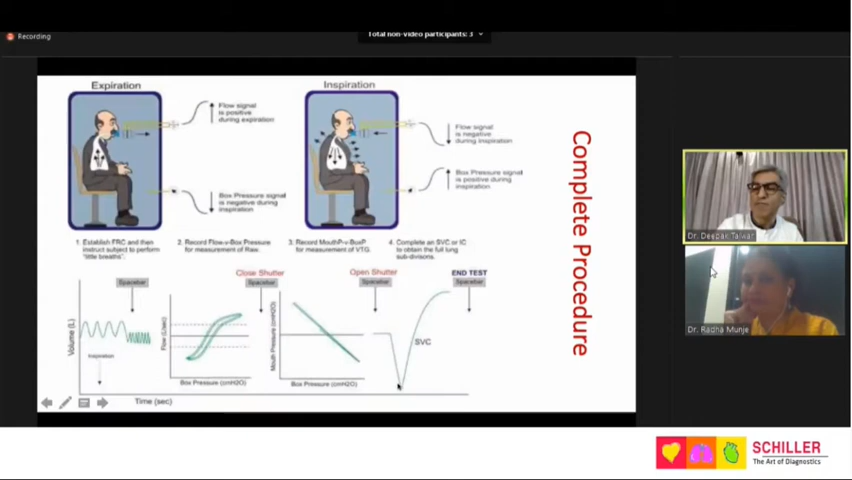 Recording
Total non-video participants: 3
Expiration
Inspiration
Flow signal
is positive
during expiration
Flow signal
is negative
during inspiration
Box Pressure signal
is negative during
inspiration
Box Pressure signal
is positive during
inspiration
Complete Procedure
1. Establish FRC and then
instruct subject to perform
"little breaths".
2. Record Flow-v-Box Pressure
for measurement of Raw.
3. Record MouthP-v-BoxP
for measurement of VTG.
4. Complete an SVC or IC
to obtain the full lung
sub-divisons.
Close Shutter
Open Shutter
END TEST
Spacebar
Spacebar
Spacebar
Spacebar
Volume (L)
Inspiration
Flow (L/sec)
Box Pressure (cmH2O)
Mouth Pressure (cmH2O)
Box Pressure (cmH2O)
SVC
Time (sec)
Dr. Deepak Talwar
Dr. Radha Munje
SCHILLER
The Art of Diagnostics